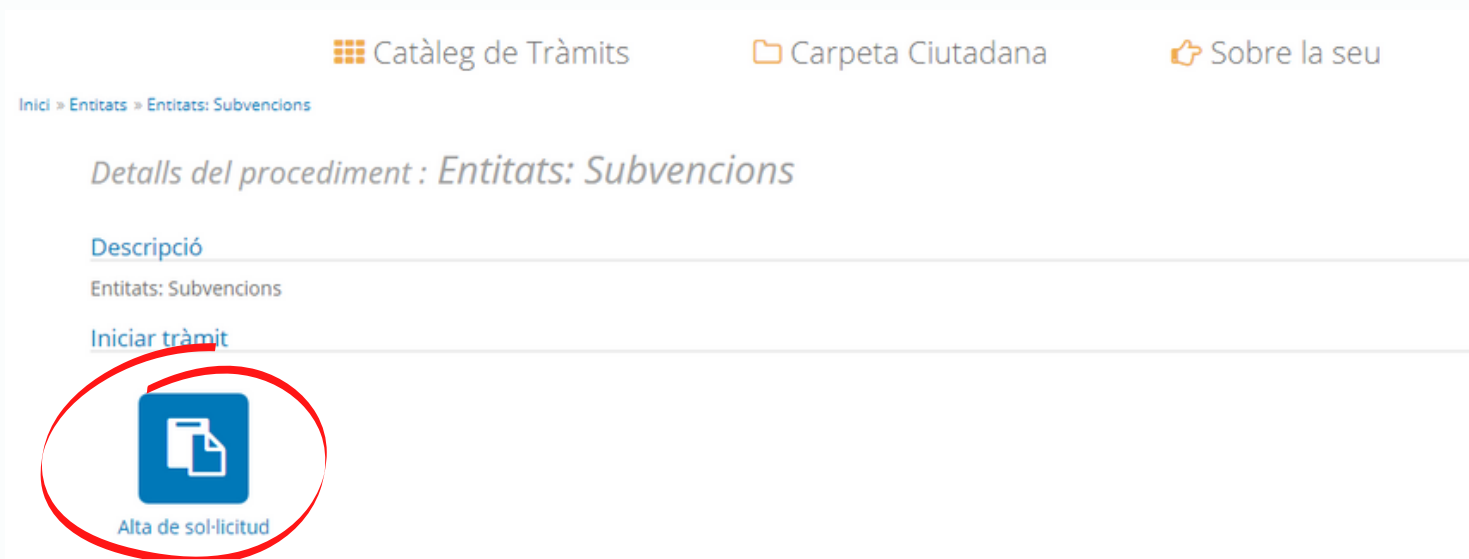 Catàleg de Tràmits Carpeta Ciutadana Sobre la seu
Inici » Entitats » Entitats: Subvencions
Detalls del procediment : Entitats: Subvencions
Descripció
Entitats: Subvencions
Iniciar tràmit
Alta de sol·licitud